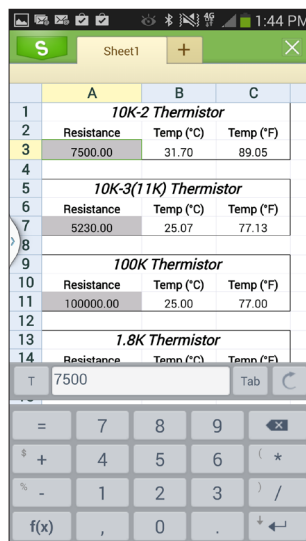 1:44 PM
S Sheet1 +
A B C
1 10K-2 Thermistor
2 Resistance Temp (°C) Temp (°F)
3 7500.00 31.70 89.05
4
5 10K-3(11K) Thermistor
6 Resistance Temp (°C) Temp (°F)
7 5230.00 25.07 77.13
8
9 100K Thermistor
10 Resistance Temp (°C) Temp (°F)
11 100000.00 25.00 77.00
12
13 1.8K Thermistor
14 Resistance Temp (°C) Temp (°F)
T 7500 Tab
= 7 8 9
$ + 4 5 6 ( *
% - 1 2 3 ) /
f(x) , 0 .